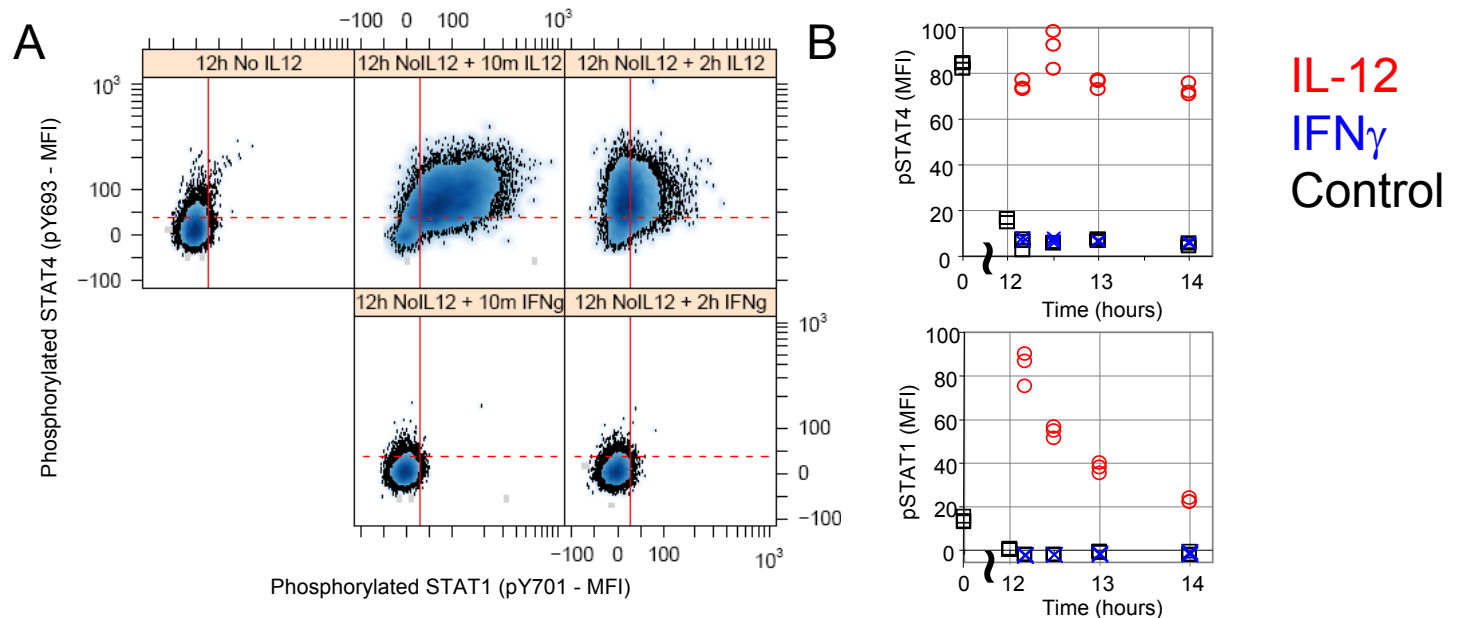 A
−100 0 100 10³
12h No IL12
12h NoIL12 + 10m IL12
12h NoIL12 + 2h IL12
10³
100
0
−100
Phosphorylated STAT4 (pY693 - MFI)
12h NoIL12 + 10m IFNg
12h NoIL12 + 2h IFNg
10³
100
0
−100
−100 0 100 10³
Phosphorylated STAT1 (pY701 - MFI)
B
pSTAT4 (MFI)
100
80
60
40
20
0
0 12 13 14
Time (hours)
pSTAT1 (MFI)
100
80
60
40
20
0
0 12 13 14
Time (hours)
IL-12
IFNγ
Control